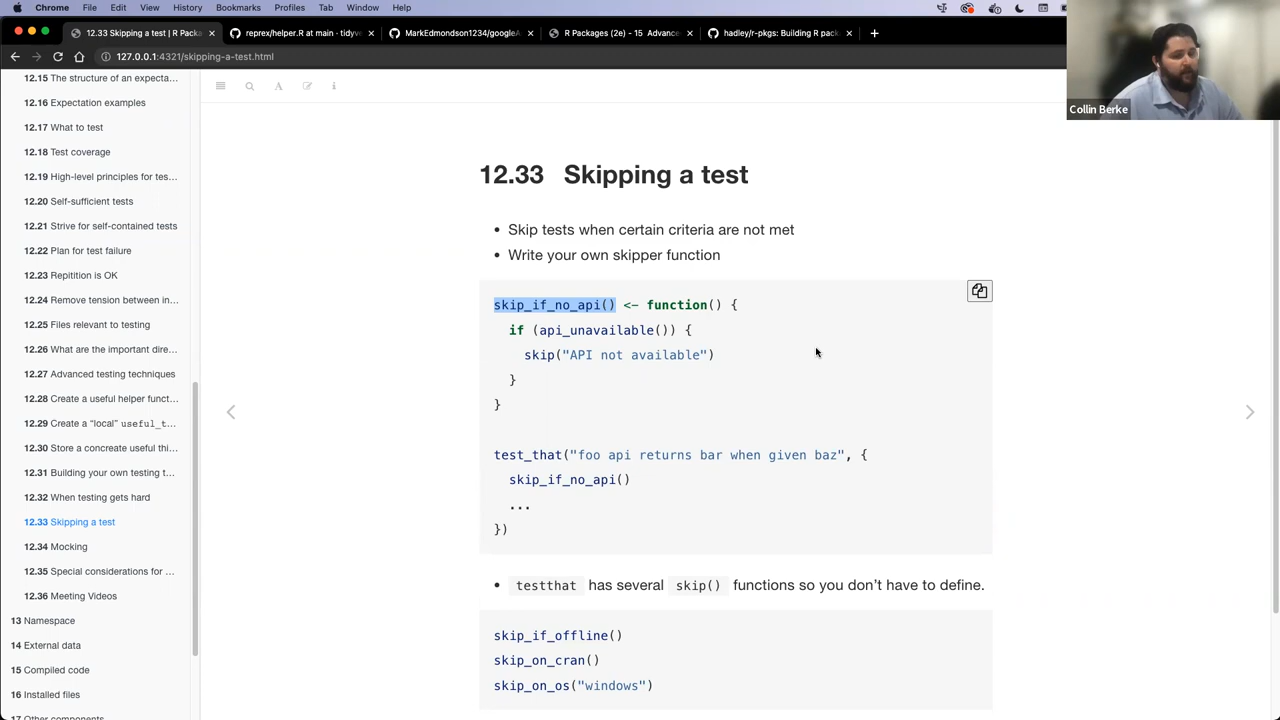 Chrome File Edit View History Bookmarks Profiles Tab Window Help
12.33 Skipping a test | R Packa
reprex/helper.R at main · tidyve
MarkEdmondson1234/googleA
R Packages (2e) - 15 Advance
hadley/r-pkgs: Building R pack
127.0.0.1:4321/skipping-a-test.html
Collin Berke
12.15 The structure of an expecta…
12.16 Expectation examples
12.17 What to test
12.18 Test coverage
12.19 High-level principles for tes…
12.20 Self-sufficient tests
12.21 Strive for self-contained tests
12.22 Plan for test failure
12.23 Repitition is OK
12.24 Remove tension between in…
12.25 Files relevant to testing
12.26 What are the important dire…
12.27 Advanced testing techniques
12.28 Create a useful helper funct…
12.29 Create a “local” useful_t…
12.30 Store a concreate useful thi…
12.31 Building your own testing t…
12.32 When testing gets hard
12.33 Skipping a test
12.34 Mocking
12.35 Special considerations for …
12.36 Meeting Videos
13 Namespace
14 External data
15 Compiled code
16 Installed files
17 Other components
12.33 Skipping a test
• Skip tests when certain criteria are not met
• Write your own skipper function
skip_if_no_api() <- function() {
if (api_unavailable()) {
skip("API not available")
}
}
test_that("foo api returns bar when given baz", {
skip_if_no_api()
...
})
• testthat has several skip() functions so you don’t have to define.
skip_if_offline()
skip_on_cran()
skip_on_os("windows")